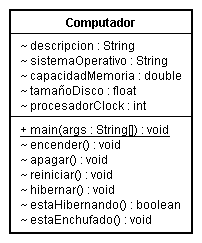 Computador
~ descripcion : String
~ sistemaOperativo : String
~ capacidadMemoria : double
~ tamañoDisco : float
~ procesadorClock : int
+ main(args : String[]) : void
~ encender() : void
~ apagar() : void
~ reiniciar() : void
~ hibernar() : void
~ estaHibernando() : boolean
~ estaEnchufado() : void